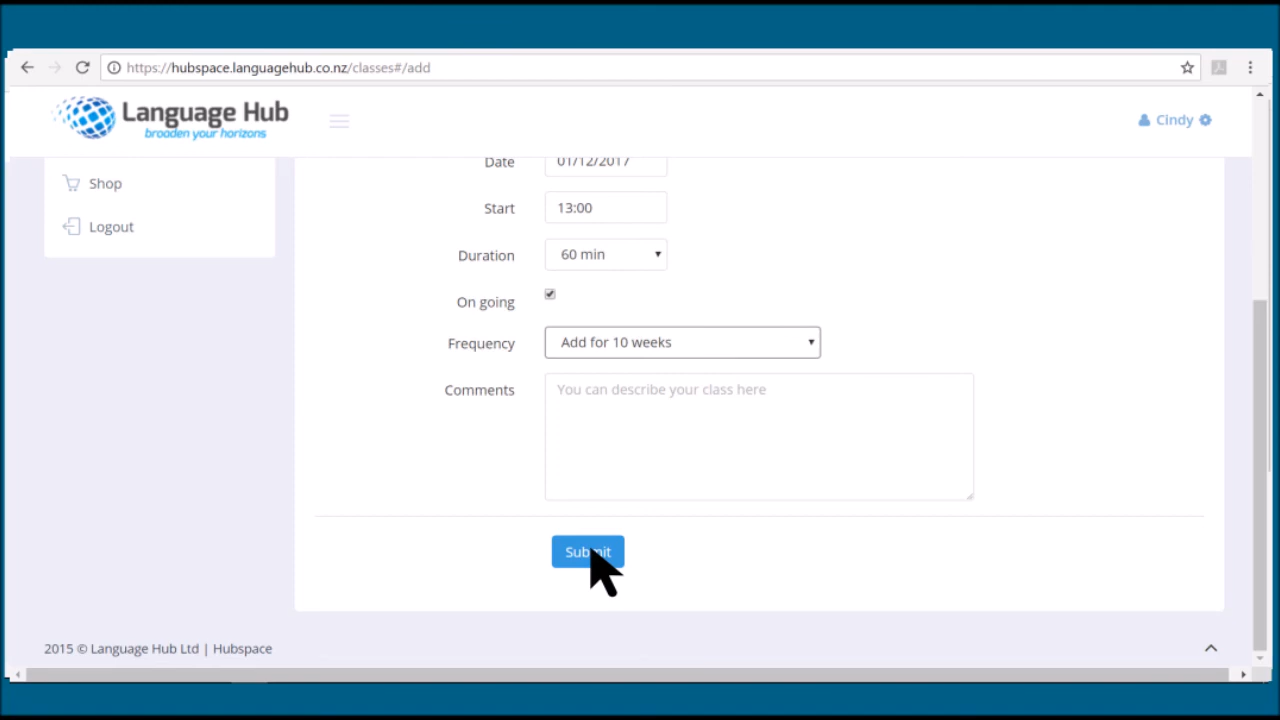 https://hubspace.languagehub.co.nz/classes#/add
Language Hub
broaden your horizons
Cindy
Shop
Logout
Date 01/12/2017
Start 13:00
Duration 60 min
On going
Frequency Add for 10 weeks
Comments You can describe your class here
Submit
2015 © Language Hub Ltd | Hubspace